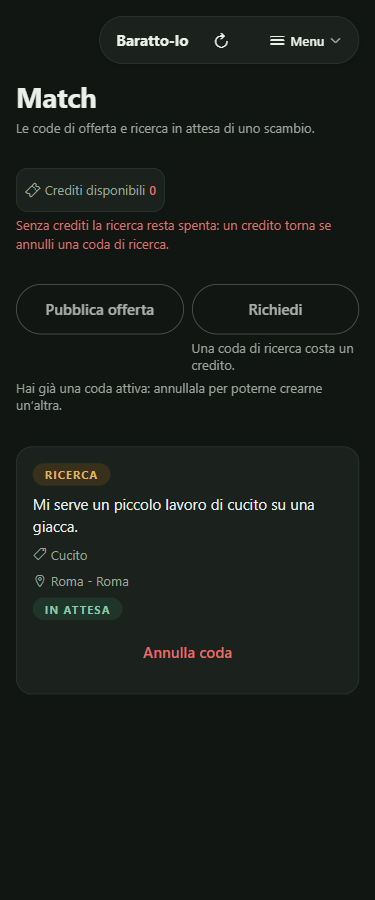 Baratto-Io
Menu
Match
Le code di offerta e ricerca in attesa di uno scambio.
Crediti disponibili 0
Senza crediti la ricerca resta spenta: un credito torna se
annulli una coda di ricerca.
Pubblica offerta
Richiedi
Una coda di ricerca costa un
credito.
Hai già una coda attiva: annullala per poterne crearne
un'altra.
RICERCA
Mi serve un piccolo lavoro di cucito su una
giacca.
Cucito
Roma - Roma
IN ATTESA
Annulla coda